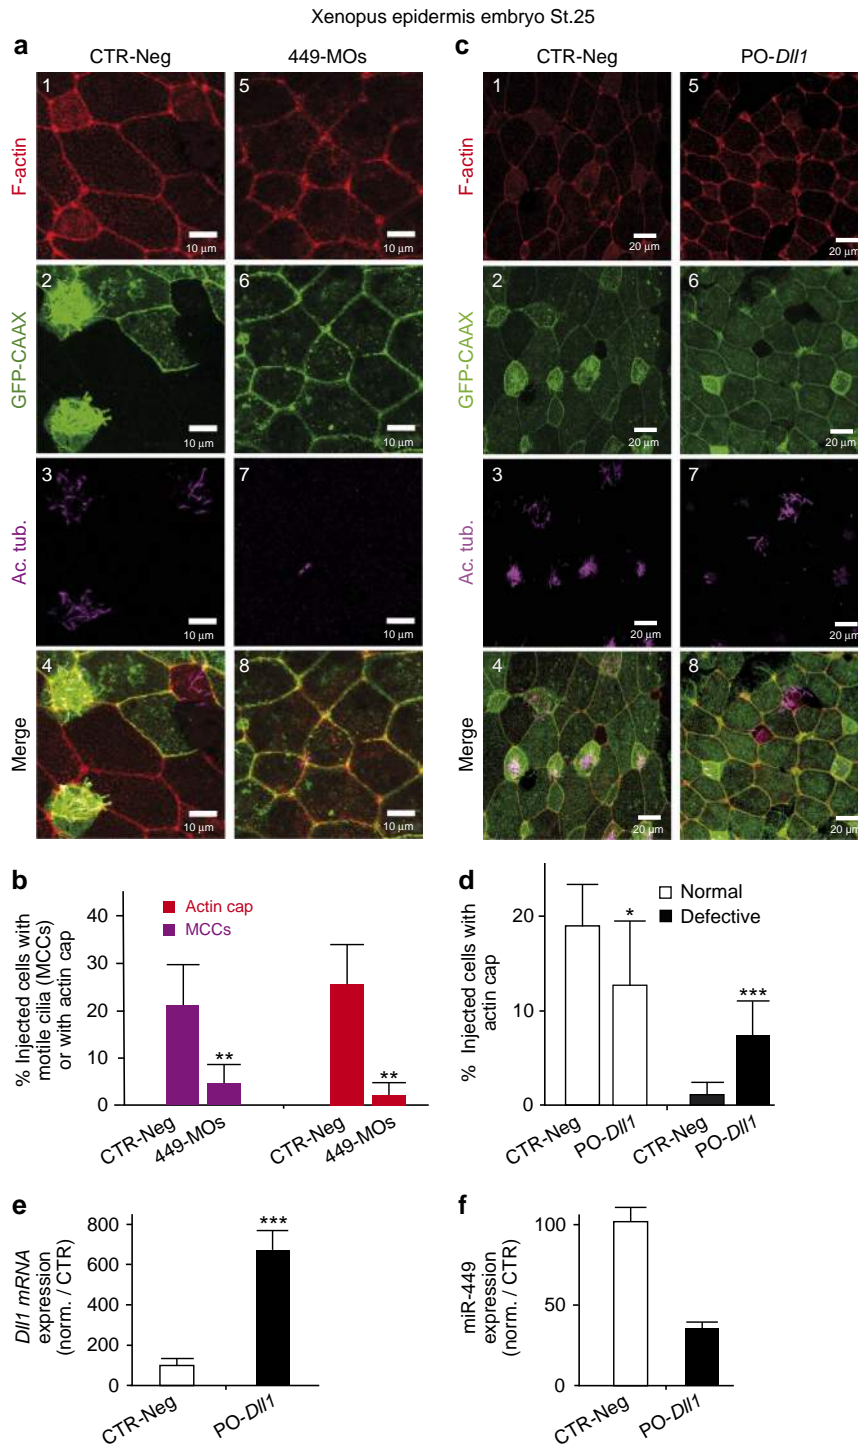 Xenopus epidermis embryo St.25
a
CTR-Neg
449-MOs
F-actin
1
10 µm
5
10 µm
GFP-CAAX
2
10 µm
6
10 µm
Ac. tub.
3
10 µm
7
10 µm
Merge
4
10 µm
8
10 µm
c
CTR-Neg
PO-Dll1
F-actin
1
20 µm
5
20 µm
GFP-CAAX
2
20 µm
6
20 µm
Ac. tub.
3
20 µm
7
20 µm
Merge
4
20 µm
8
20 µm
b
% Injected cells with
motile cilia (MCCs)
or with actin cap
40
30
20
10
0
Actin cap
MCCs
**
**
CTR-Neg
449-MOs
CTR-Neg
449-MOs
d
% Injected cells with
actin cap
20
10
0
Normal
Defective
*
***
CTR-Neg
PO-Dll1
CTR-Neg
PO-Dll1
e
Dll1 mRNA
expression
(norm. / CTR)
800
600
400
200
0
***
CTR-Neg
PO-Dll1
f
miR-449
expression
(norm. / CTR)
100
50
0
CTR-Neg
PO-Dll1